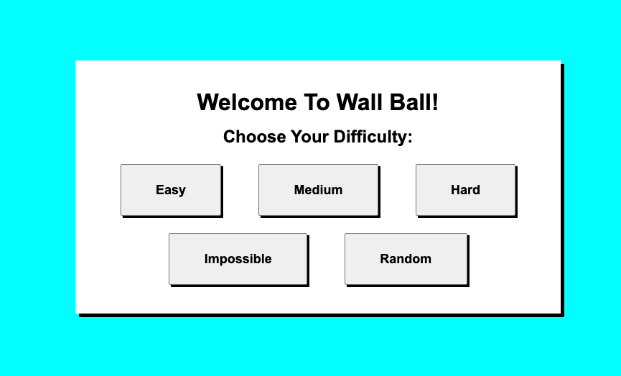 Welcome To Wall Ball!
Choose Your Difficulty:
Easy Medium Hard
Impossible Random